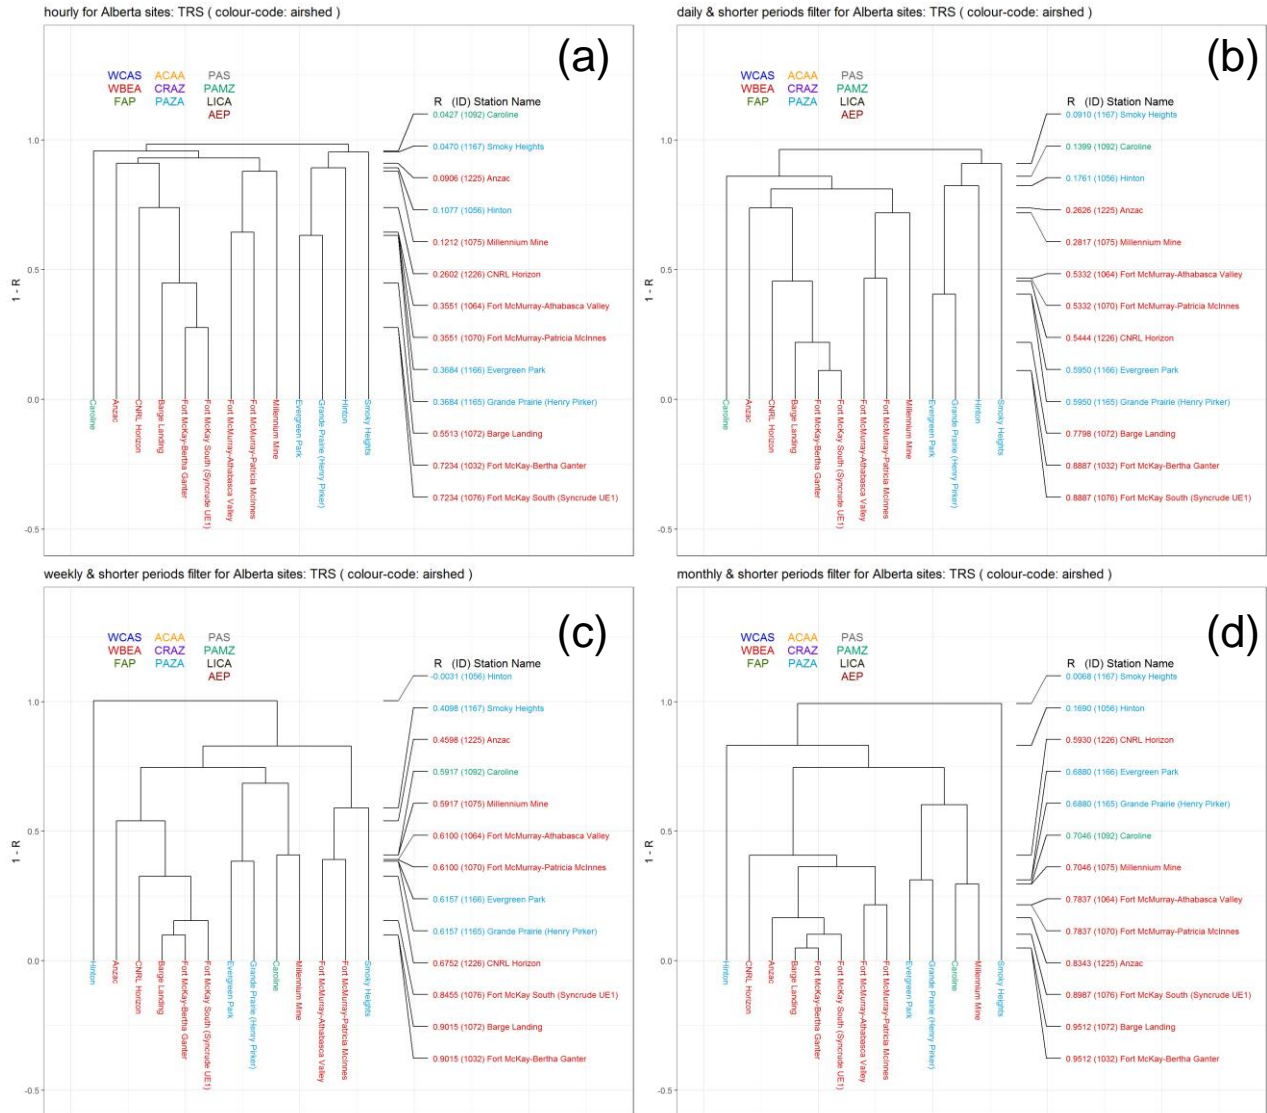 hourly for Alberta sites: TRS ( colour-code: airshed )
(a)
WCAS ACAA PAS
WBEA CRAZ PAMZ
FAP PAZA LICA
AEP
R (ID) Station Name
0.0427 (1092) Caroline
0.0470 (1167) Smoky Heights
0.0906 (1225) Anzac
0.1077 (1056) Hinton
0.1212 (1075) Millennium Mine
0.2602 (1226) CNRL Horizon
0.3551 (1064) Fort McMurray-Athabasca Valley
0.3551 (1070) Fort McMurray-Patricia McInnes
0.3684 (1166) Evergreen Park
0.3684 (1165) Grande Prairie (Henry Pirker)
0.5513 (1072) Barge Landing
0.7234 (1032) Fort McKay-Bertha Ganter
0.7234 (1076) Fort McKay South (Syncrude UE1)
1.0
0.5
0.0
-0.5
1 - R
Caroline
Anzac
CNRL Horizon
Barge Landing
Fort McKay-Bertha Ganter
Fort McKay South (Syncrude UE1)
Fort McMurray-Athabasca Valley
Fort McMurray-Patricia McInnes
Millennium Mine
Evergreen Park
Grande Prairie (Henry Pirker)
Hinton
Smoky Heights
daily & shorter periods filter for Alberta sites: TRS ( colour-code: airshed )
(b)
WCAS ACAA PAS
WBEA CRAZ PAMZ
FAP PAZA LICA
AEP
R (ID) Station Name
0.0910 (1167) Smoky Heights
0.1399 (1092) Caroline
0.1761 (1056) Hinton
0.2626 (1225) Anzac
0.2817 (1075) Millennium Mine
0.5332 (1064) Fort McMurray-Athabasca Valley
0.5332 (1070) Fort McMurray-Patricia McInnes
0.5444 (1226) CNRL Horizon
0.5950 (1166) Evergreen Park
0.5950 (1165) Grande Prairie (Henry Pirker)
0.7798 (1072) Barge Landing
0.8887 (1032) Fort McKay-Bertha Ganter
0.8887 (1076) Fort McKay South (Syncrude UE1)
1.0
0.5
0.0
-0.5
1 - R
Caroline
Anzac
CNRL Horizon
Barge Landing
Fort McKay-Bertha Ganter
Fort McKay South (Syncrude UE1)
Fort McMurray-Athabasca Valley
Fort McMurray-Patricia McInnes
Millennium Mine
Evergreen Park
Grande Prairie (Henry Pirker)
Hinton
Smoky Heights
weekly & shorter periods filter for Alberta sites: TRS ( colour-code: airshed )
(c)
WCAS ACAA PAS
WBEA CRAZ PAMZ
FAP PAZA LICA
AEP
R (ID) Station Name
-0.0031 (1056) Hinton
0.4098 (1167) Smoky Heights
0.4598 (1225) Anzac
0.5917 (1092) Caroline
0.5917 (1075) Millennium Mine
0.6100 (1064) Fort McMurray-Athabasca Valley
0.6100 (1070) Fort McMurray-Patricia McInnes
0.6157 (1166) Evergreen Park
0.6157 (1165) Grande Prairie (Henry Pirker)
0.6752 (1226) CNRL Horizon
0.8455 (1076) Fort McKay South (Syncrude UE1)
0.9015 (1072) Barge Landing
0.9015 (1032) Fort McKay-Bertha Ganter
1.0
0.5
0.0
-0.5
1 - R
Hinton
Anzac
CNRL Horizon
Barge Landing
Fort McKay-Bertha Ganter
Fort McKay South (Syncrude UE1)
Evergreen Park
Grande Prairie (Henry Pirker)
Caroline
Millennium Mine
Fort McMurray-Athabasca Valley
Fort McMurray-Patricia McInnes
Smoky Heights
monthly & shorter periods filter for Alberta sites: TRS ( colour-code: airshed )
(d)
WCAS ACAA PAS
WBEA CRAZ PAMZ
FAP PAZA LICA
AEP
R (ID) Station Name
0.0068 (1167) Smoky Heights
0.1690 (1056) Hinton
0.5930 (1226) CNRL Horizon
0.6880 (1166) Evergreen Park
0.6880 (1165) Grande Prairie (Henry Pirker)
0.7046 (1092) Caroline
0.7046 (1075) Millennium Mine
0.7837 (1064) Fort McMurray-Athabasca Valley
0.7837 (1070) Fort McMurray-Patricia McInnes
0.8343 (1225) Anzac
0.8987 (1076) Fort McKay South (Syncrude UE1)
0.9512 (1072) Barge Landing
0.9512 (1032) Fort McKay-Bertha Ganter
1.0
0.5
0.0
-0.5
1 - R
Hinton
CNRL Horizon
Anzac
Barge Landing
Fort McKay-Bertha Ganter
Fort McKay South (Syncrude UE1)
Fort McMurray-Athabasca Valley
Fort McMurray-Patricia McInnes
Evergreen Park
Grande Prairie (Henry Pirker)
Caroline
Millennium Mine
Smoky Heights